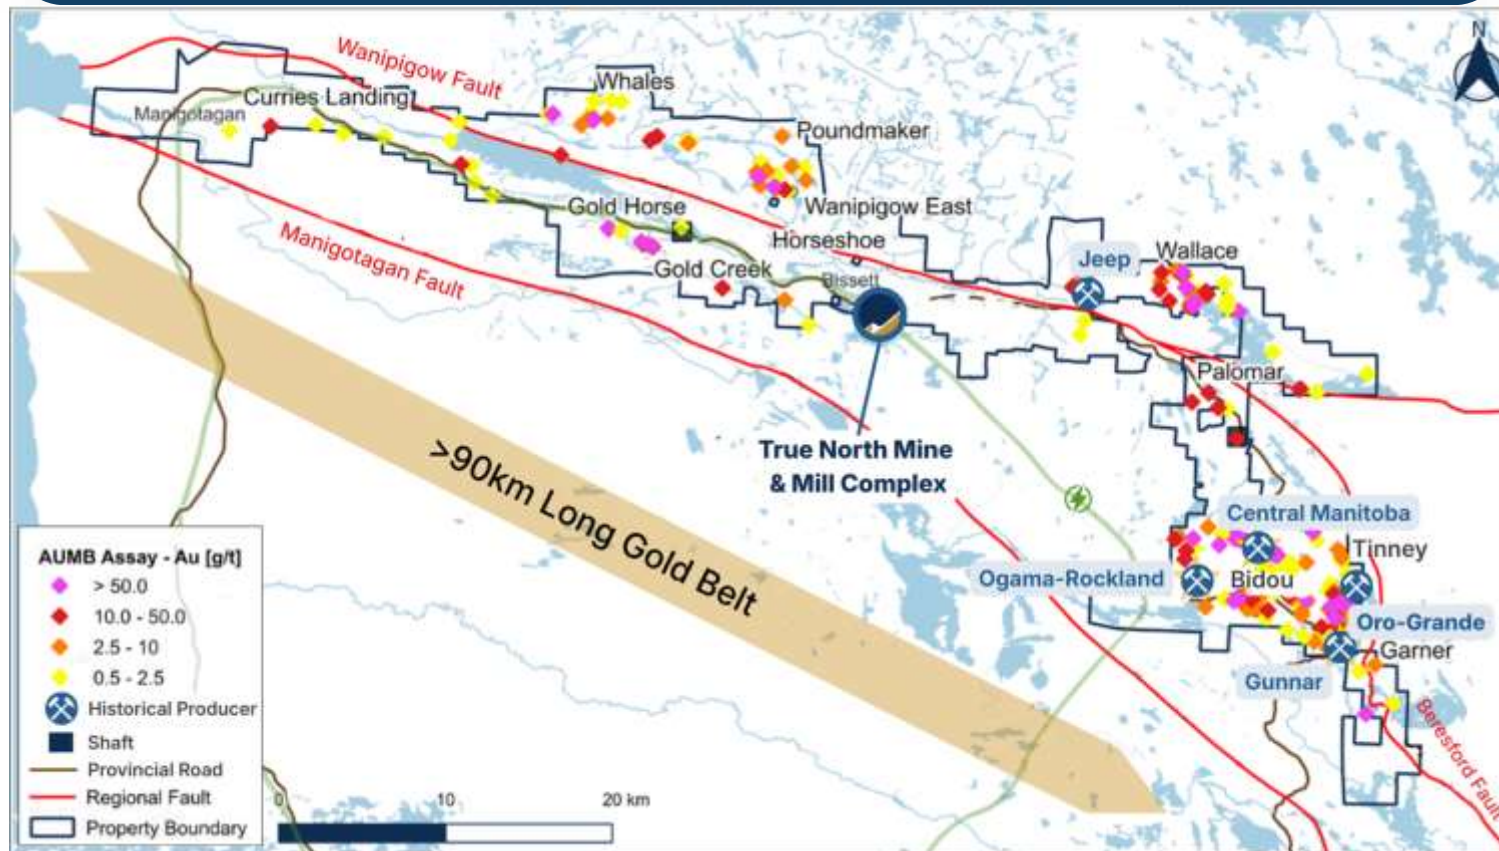 N
Wanipigow Fault
Whales
Curries Landing
Manigotagan
Poundmaker
Gold Horse
Wanipigow East
Manigotagan Fault
Horseshoe
Gold Creek
Bissett
Jeep
Wallace
Palomar
True North Mine
& Mill Complex
>90km Long Gold Belt
Central Manitoba
Tinney
Ogama-Rockland
Bidou
Oro-Grande
Garner
Gunnar
Beresford Fault
AUMB Assay - Au [g/t]
> 50.0
10.0 - 50.0
2.5 - 10
0.5 - 2.5
Historical Producer
Shaft
Provincial Road
Regional Fault
Property Boundary
0 10 20 km